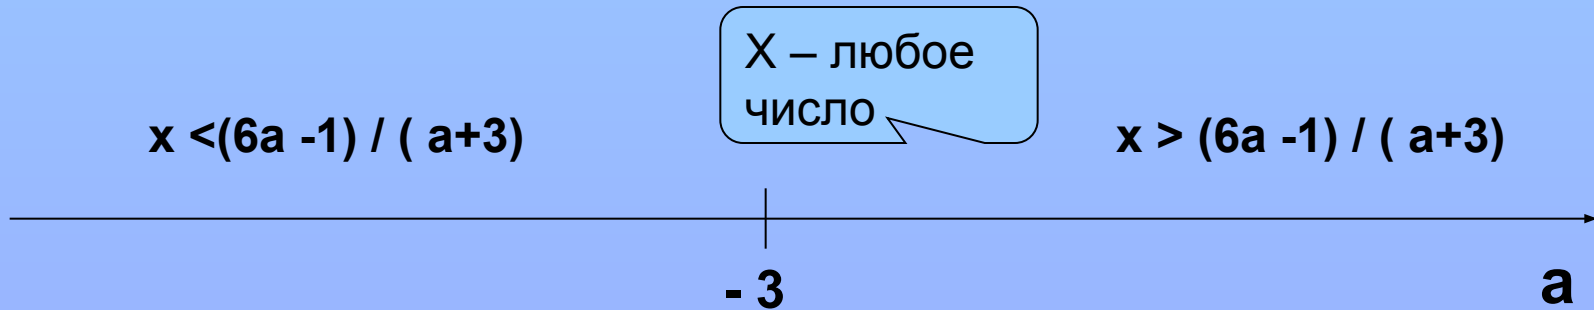 X – любое
число
x <(6a -1) / ( a+3)
x > (6a -1) / ( a+3)
- 3
a